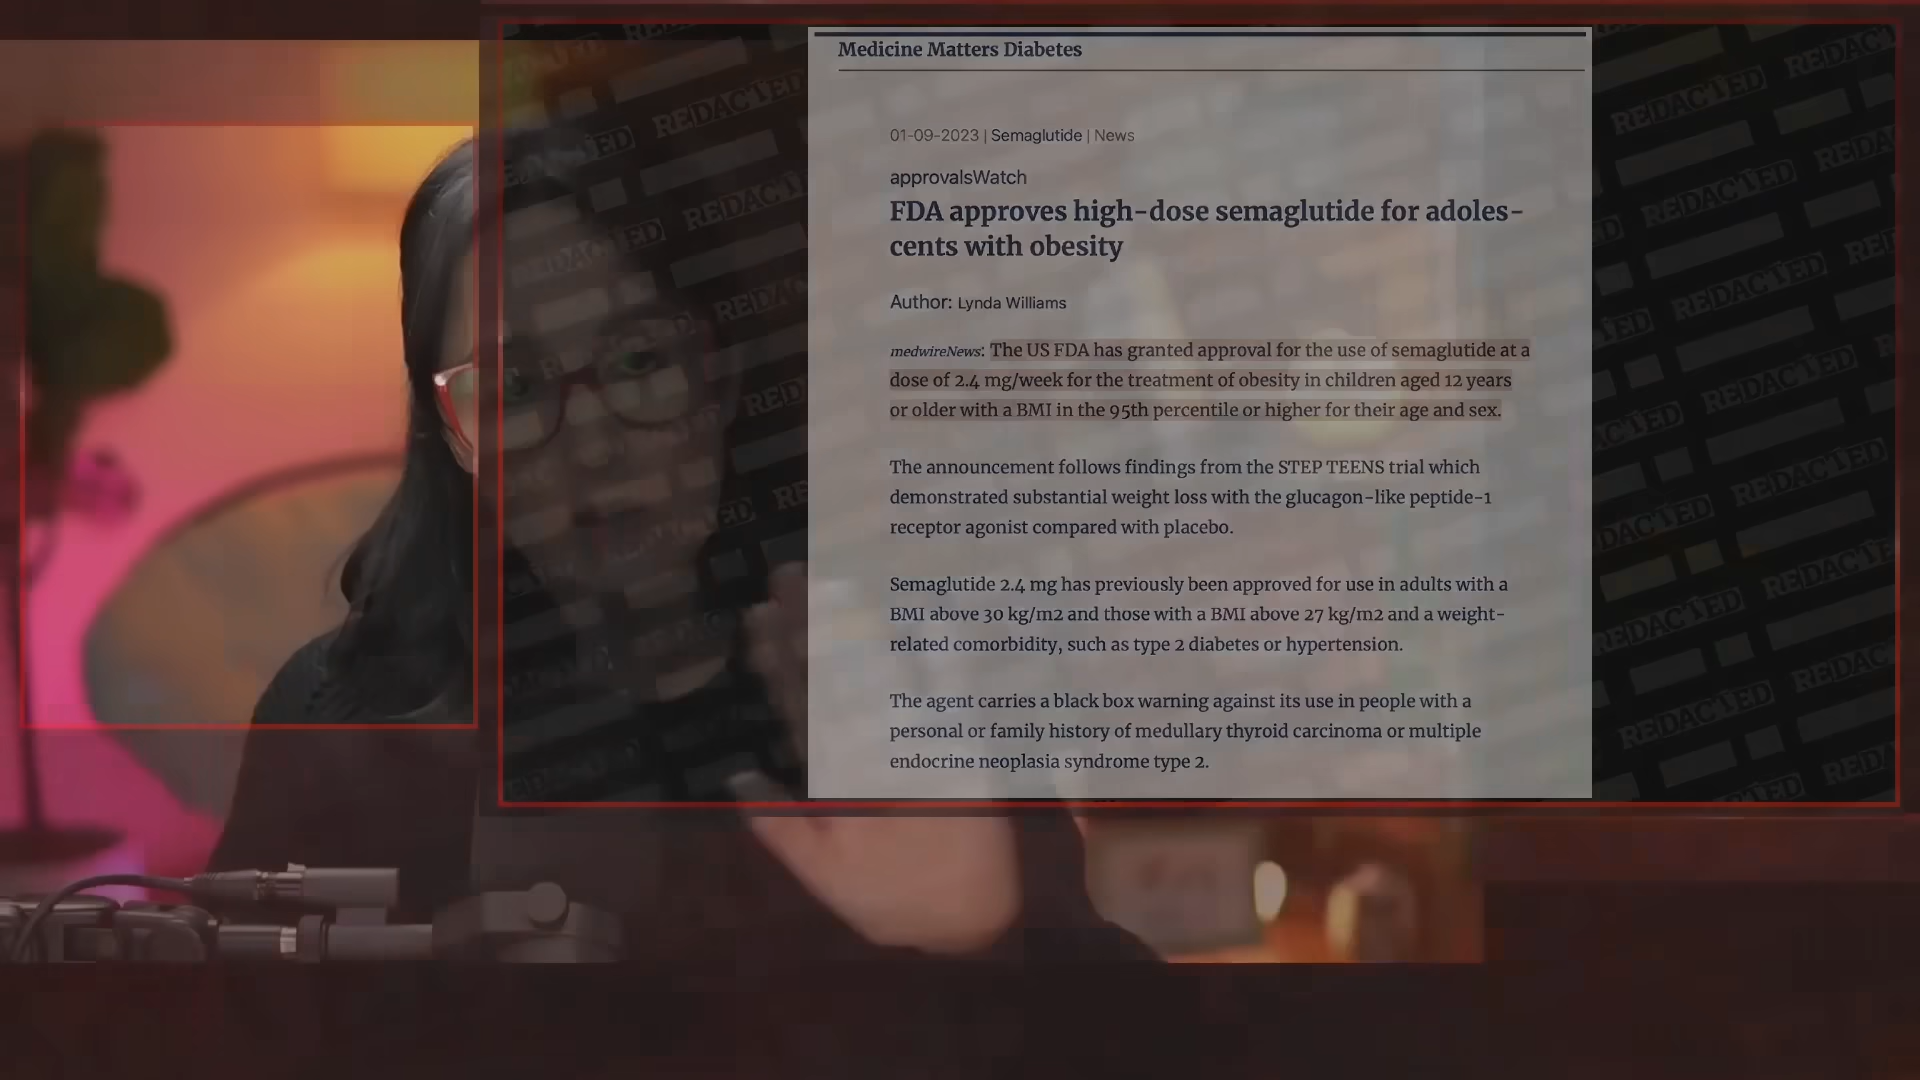 Medicine Matters Diabetes
01-09-2023 | Semaglutide | News
approvalsWatch
FDA approves high-dose semaglutide for adoles-
cents with obesity
Author: Lynda Williams
medwireNews: The US FDA has granted approval for the use of semaglutide at a
dose of 2.4 mg/week for the treatment of obesity in children aged 12 years
or older with a BMI in the 95th percentile or higher for their age and sex.
The announcement follows findings from the STEP TEENS trial which
demonstrated substantial weight loss with the glucagon-like peptide-1
receptor agonist compared with placebo.
Semaglutide 2.4 mg has previously been approved for use in adults with a
BMI above 30 kg/m2 and those with a BMI above 27 kg/m2 and a weight-
related comorbidity, such as type 2 diabetes or hypertension.
The agent carries a black box warning against its use in people with a
personal or family history of medullary thyroid carcinoma or multiple
endocrine neoplasia syndrome type 2.
REDACTED
REDACTED
REDACTED
REDACTED
REDACTED
REDACTED
REDACTED
REDACTED